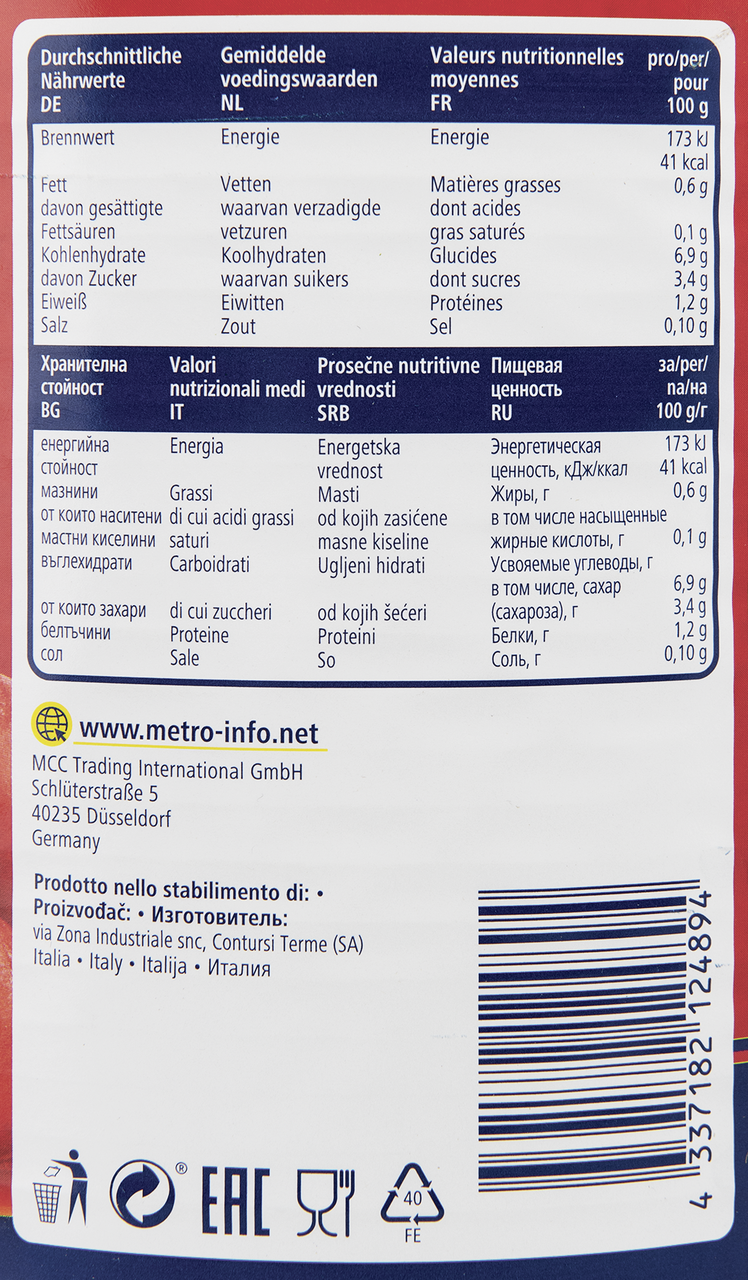 Durchschnittliche Gemiddelde Valeurs nutritionnelles pro/per/
Nährwerte voedingswaarden moyennes pour
DE NL FR 100 g
Brennwert Energie Energie 173 kJ
41 kcal
Fett Vetten Matières grasses 0,6 g
davon gesättigte waarvan verzadigde dont acides
Fettsäuren vetzuren gras saturés 0,1 g
Kohlenhydrate Koolhydraten Glucides 6,9 g
davon Zucker waarvan suikers dont sucres 3,4 g
Eiweiß Eiwitten Protéines 1,2 g
Salz Zout Sel 0,10 g
Хранителна Valori Prosečne nutritivne Пищевая за/per/
стойност nutrizionali medi vrednosti ценность na/на
BG IT SRB RU 100 g/г
енергийна Energia Energetska Энергетическая 173 kJ
стойност vrednost ценность, кДж/ккал 41 kcal
мазнини Grassi Masti Жиры, г 0,6 g
от които наситени di cui acidi grassi od kojih zasićene в том числе насыщенные
мастни киселини saturi masne kiseline жирные кислоты, г 0,1 g
въглехидрати Carboidrati Ugljeni hidrati Усвояемые углеводы, г
в том числе, сахар 6,9 g
от които захари di cui zuccheri od kojih šećeri (сахароза), г 3,4 g
белтъчини Proteine Proteini Белки, г 1,2 g
сол Sale So Соль, г 0,10 g
www.metro-info.net
MCC Trading International GmbH
Schlüterstraße 5
40235 Düsseldorf
Germany
Prodotto nello stabilimento di: •
Proizvođač: • Изготовитель:
via Zona Industriale snc, Contursi Terme (SA)
Italia • Italy • Italija • Италия
4 337182 124894
® EAC 40
FE